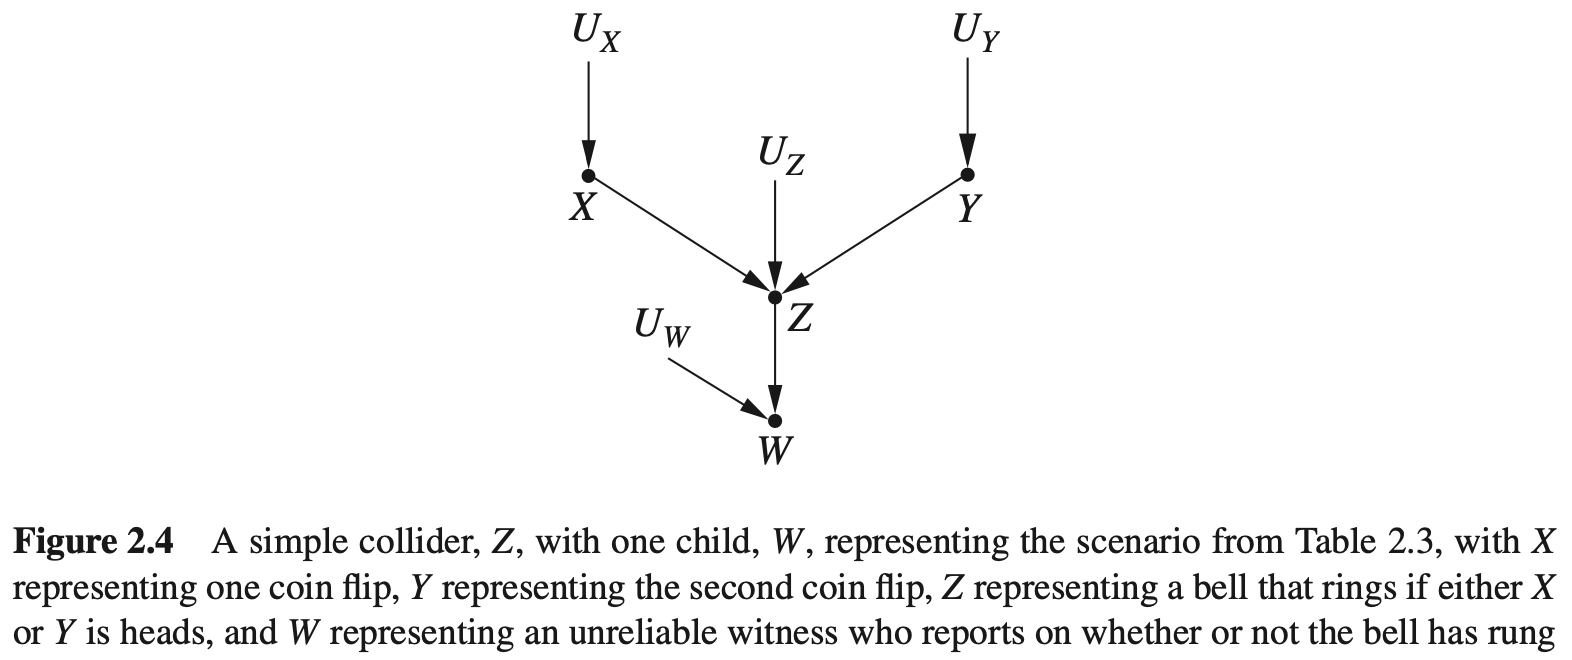 U_X U_Y
U_Z
X Y
Z
U_W
W
Figure 2.4 A simple collider, Z, with one child, W, representing the scenario from Table 2.3, with X
representing one coin flip, Y representing the second coin flip, Z representing a bell that rings if either X
or Y is heads, and W representing an unreliable witness who reports on whether or not the bell has rung